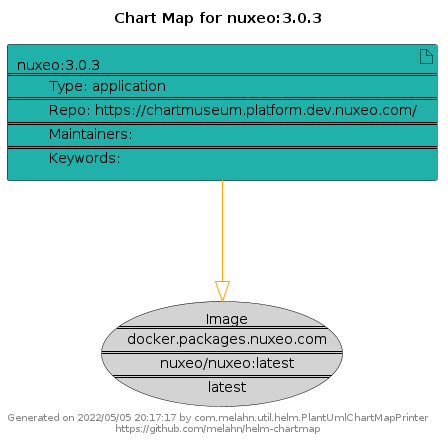 Chart Map for nuxeo:3.0.3
nuxeo:3.0.3
Type: application
Repo: https://chartmuseum.platform.dev.nuxeo.com/
Maintainers:
Keywords:
Image
docker.packages.nuxeo.com
nuxeo/nuxeo:latest
latest
Generated on 2022/05/05 20:17:17 by com.melahn.util.helm.PlantUmlChartMapPrinter
https://github.com/melahn/helm-chartmap